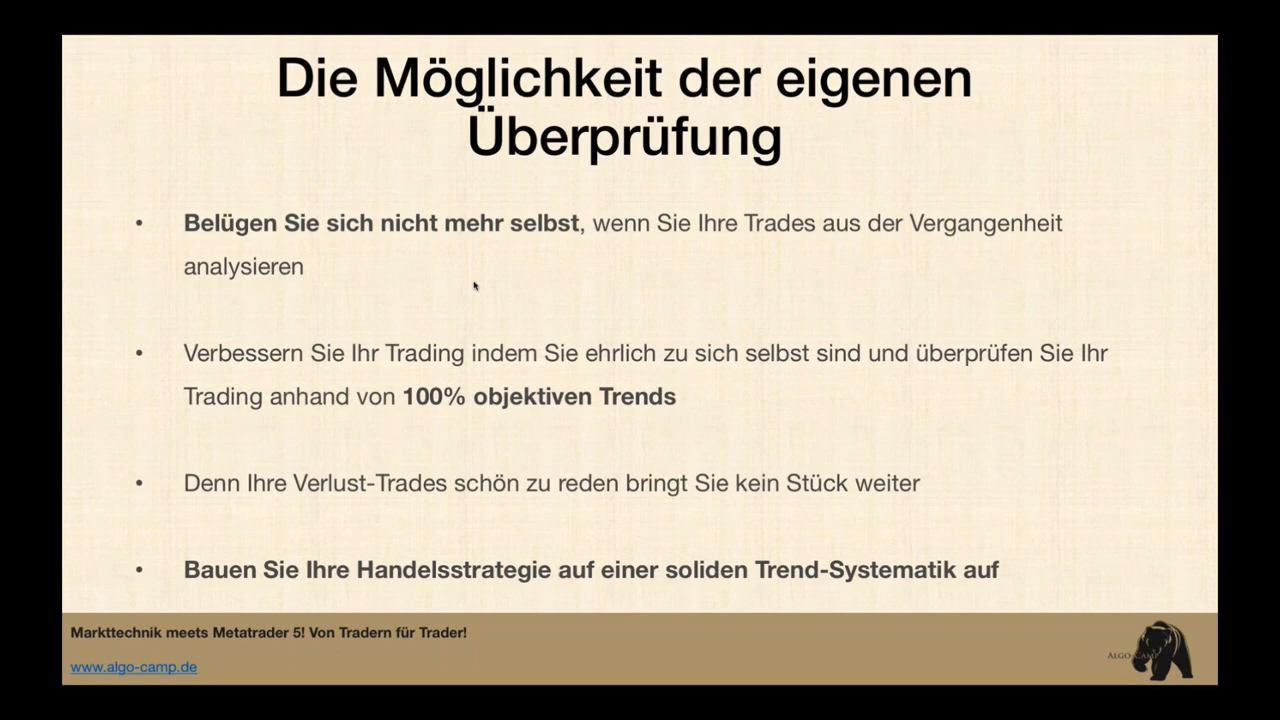 Die Möglichkeit der eigenen
Überprüfung
• Belügen Sie sich nicht mehr selbst, wenn Sie Ihre Trades aus der Vergangenheit
analysieren
• Verbessern Sie Ihr Trading indem Sie ehrlich zu sich selbst sind und überprüfen Sie Ihr
Trading anhand von 100% objektiven Trends
• Denn Ihre Verlust-Trades schön zu reden bringt Sie kein Stück weiter
• Bauen Sie Ihre Handelsstrategie auf einer soliden Trend-Systematik auf
Markttechnik meets Metatrader 5! Von Tradern für Trader!
www.algo-camp.de
ALGO-CAMP